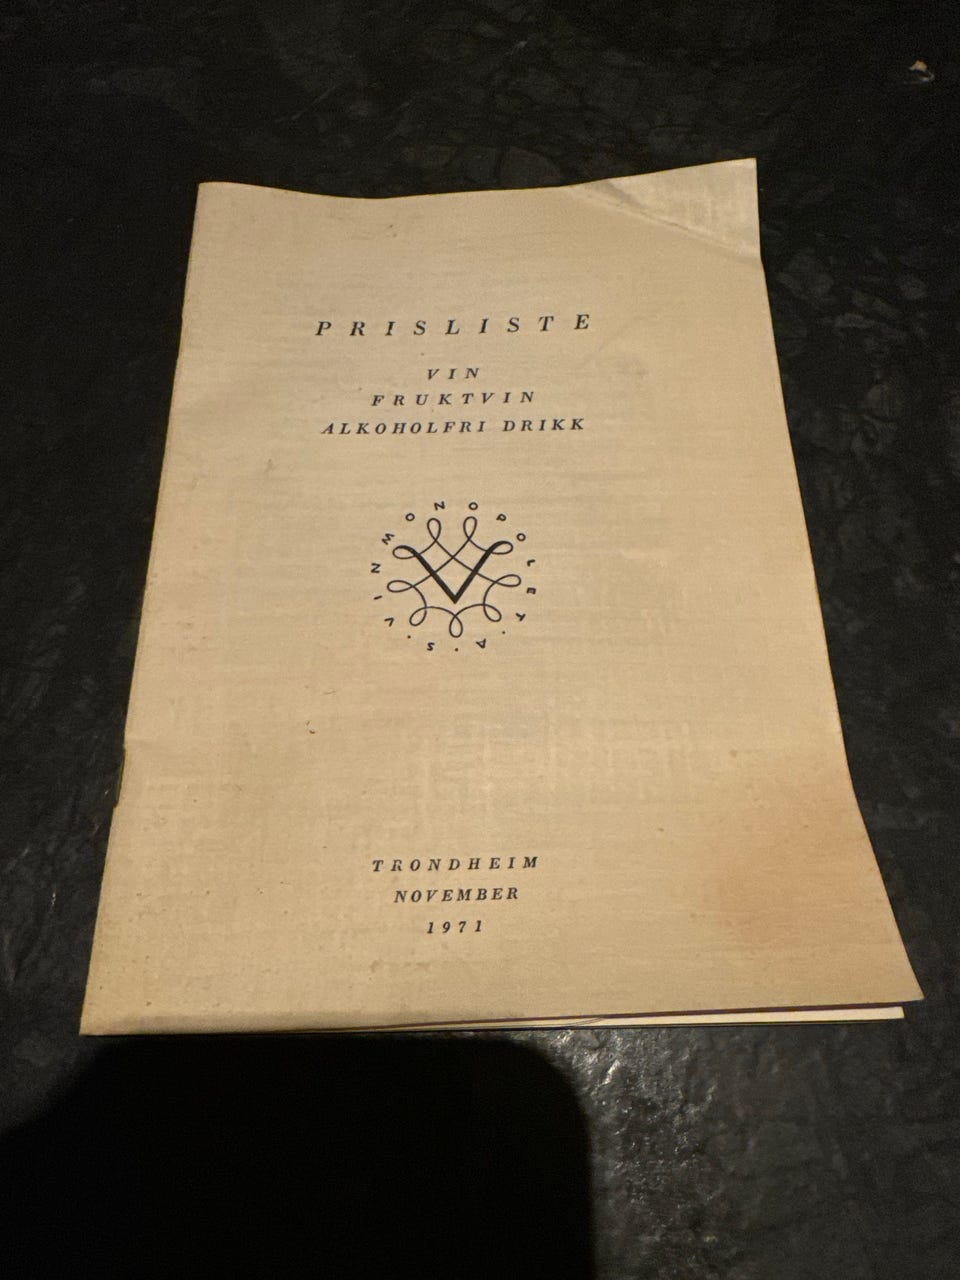 PRISLISTE
VIN
FRUKTVIN
ALKOHOLFRI DRIKK
A.S. VINMONOPOLET
TRONDHEIM
NOVEMBER
1971